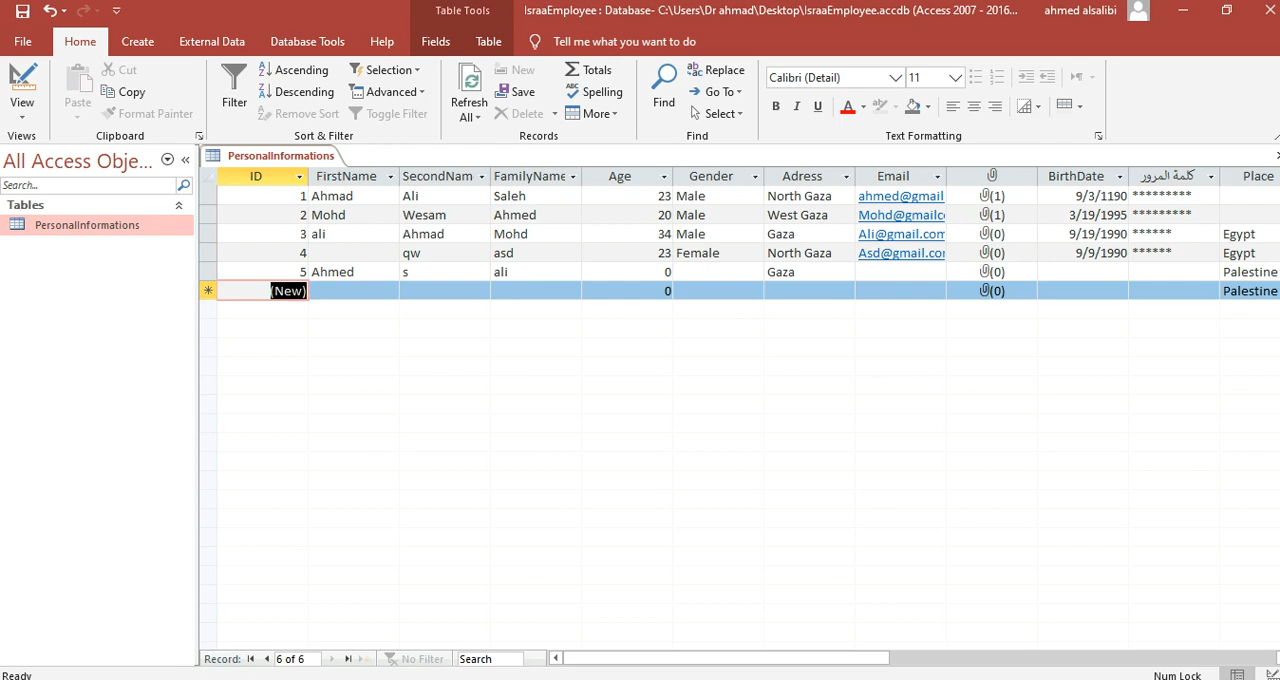 Table Tools IsraaEmployee : Database- C:\Users\Dr ahmad\Desktop\IsraaEmployee.accdb (Access 2007 - 2016... ahmed alsalibi
File Home Create External Data Database Tools Help Fields Table Tell me what you want to do
View Paste Cut Copy Format Painter Filter Ascending Descending Remove Sort Selection Advanced Toggle Filter Refresh All New Save Delete Totals Spelling More Find Replace Go To Select Calibri (Detail) 11 B I U A
Views Clipboard Sort & Filter Records Find Text Formatting
All Access Obje...
Search...
Tables
PersonalInformations
PersonalInformations
ID FirstName SecondNam FamilyName Age Gender Adress Email BirthDate كلمة المرور Place
1 Ahmad Ali Saleh 23 Male North Gaza ahmed@gmail (1) 9/3/1190 *********
2 Mohd Wesam Ahmed 20 Male West Gaza Mohd@gmailc (1) 3/19/1995 *********
3 ali Ahmad Mohd 34 Male Gaza Ali@gmail.com (0) 9/19/1990 ****** Egypt
4 qw asd 23 Female North Gaza Asd@gmail.cor (0) 9/9/1990 ****** Egypt
5 Ahmed s ali 0 Gaza (0) Palestine
* (New) 0 (0) Palestine
Record: 6 of 6 No Filter Search
Ready Num Lock